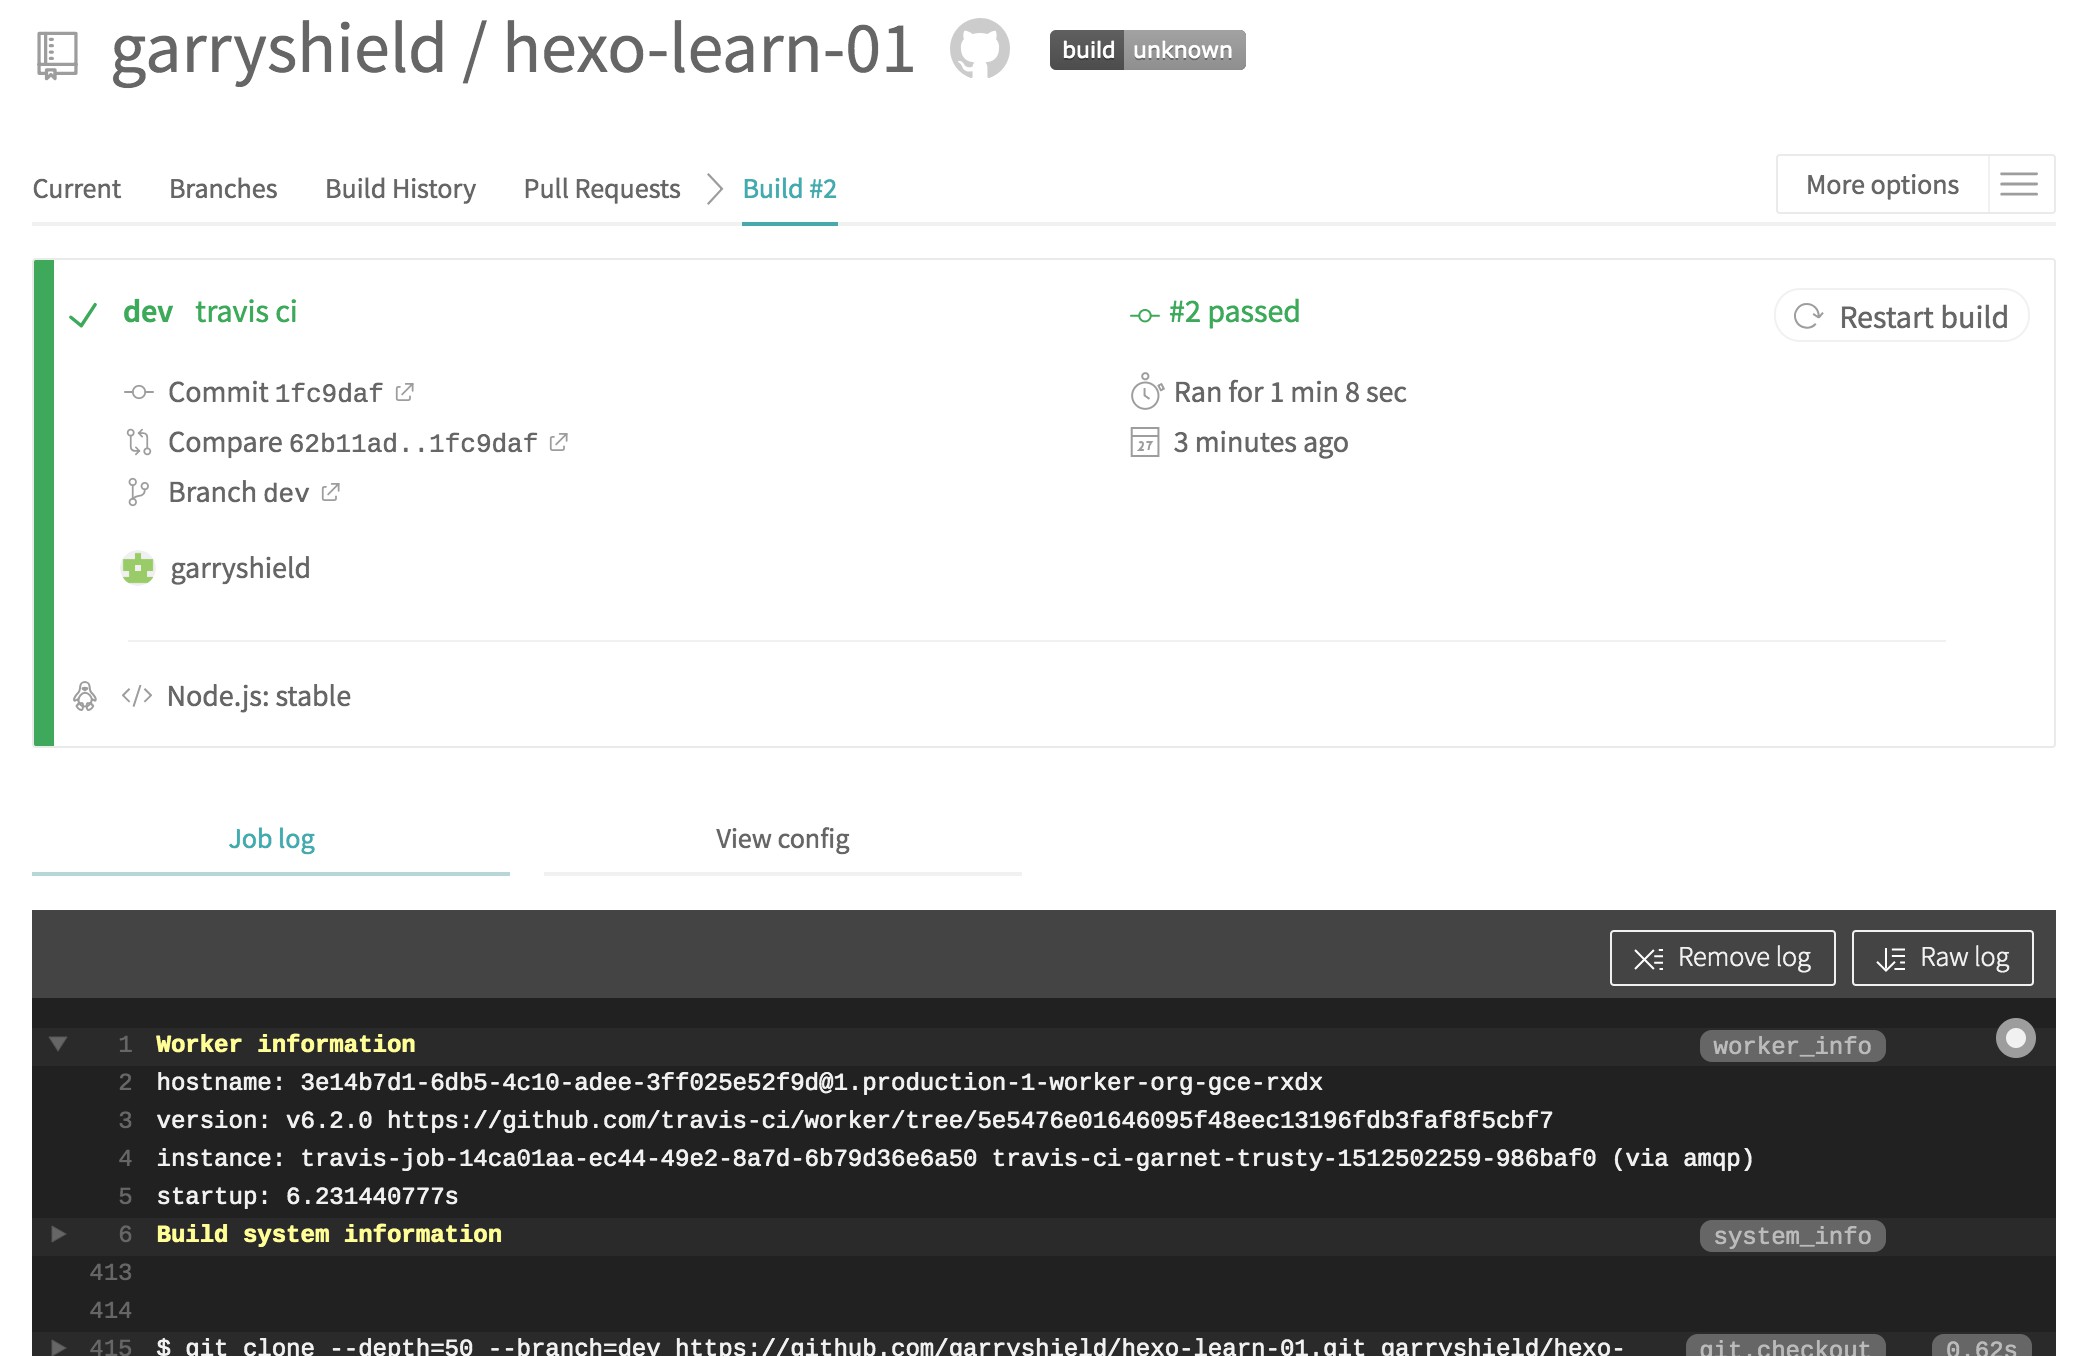 garryshield / hexo-learn-01 build unknown
Current Branches Build History Pull Requests Build #2 More options
dev travis ci #2 passed Restart build
Commit 1fc9daf Ran for 1 min 8 sec
Compare 62b11ad..1fc9daf 27 3 minutes ago
Branch dev
garryshield
</> Node.js: stable
Job log View config
Remove log Raw log
1 Worker information worker_info
2 hostname: 3e14b7d1-6db5-4c10-adee-3ff025e52f9d@1.production-1-worker-org-gce-rxdx
3 version: v6.2.0 https://github.com/travis-ci/worker/tree/5e5476e01646095f48eec13196fdb3faf8f5cbf7
4 instance: travis-job-14ca01aa-ec44-49e2-8a7d-6b79d36e6a50 travis-ci-garnet-trusty-1512502259-986baf0 (via amqp)
5 startup: 6.231440777s
6 Build system information system_info
413
414
415 $ git clone --depth=50 --branch=dev https://github.com/garryshield/hexo-learn-01.git garryshield/hexo- git.checkout 0.62s